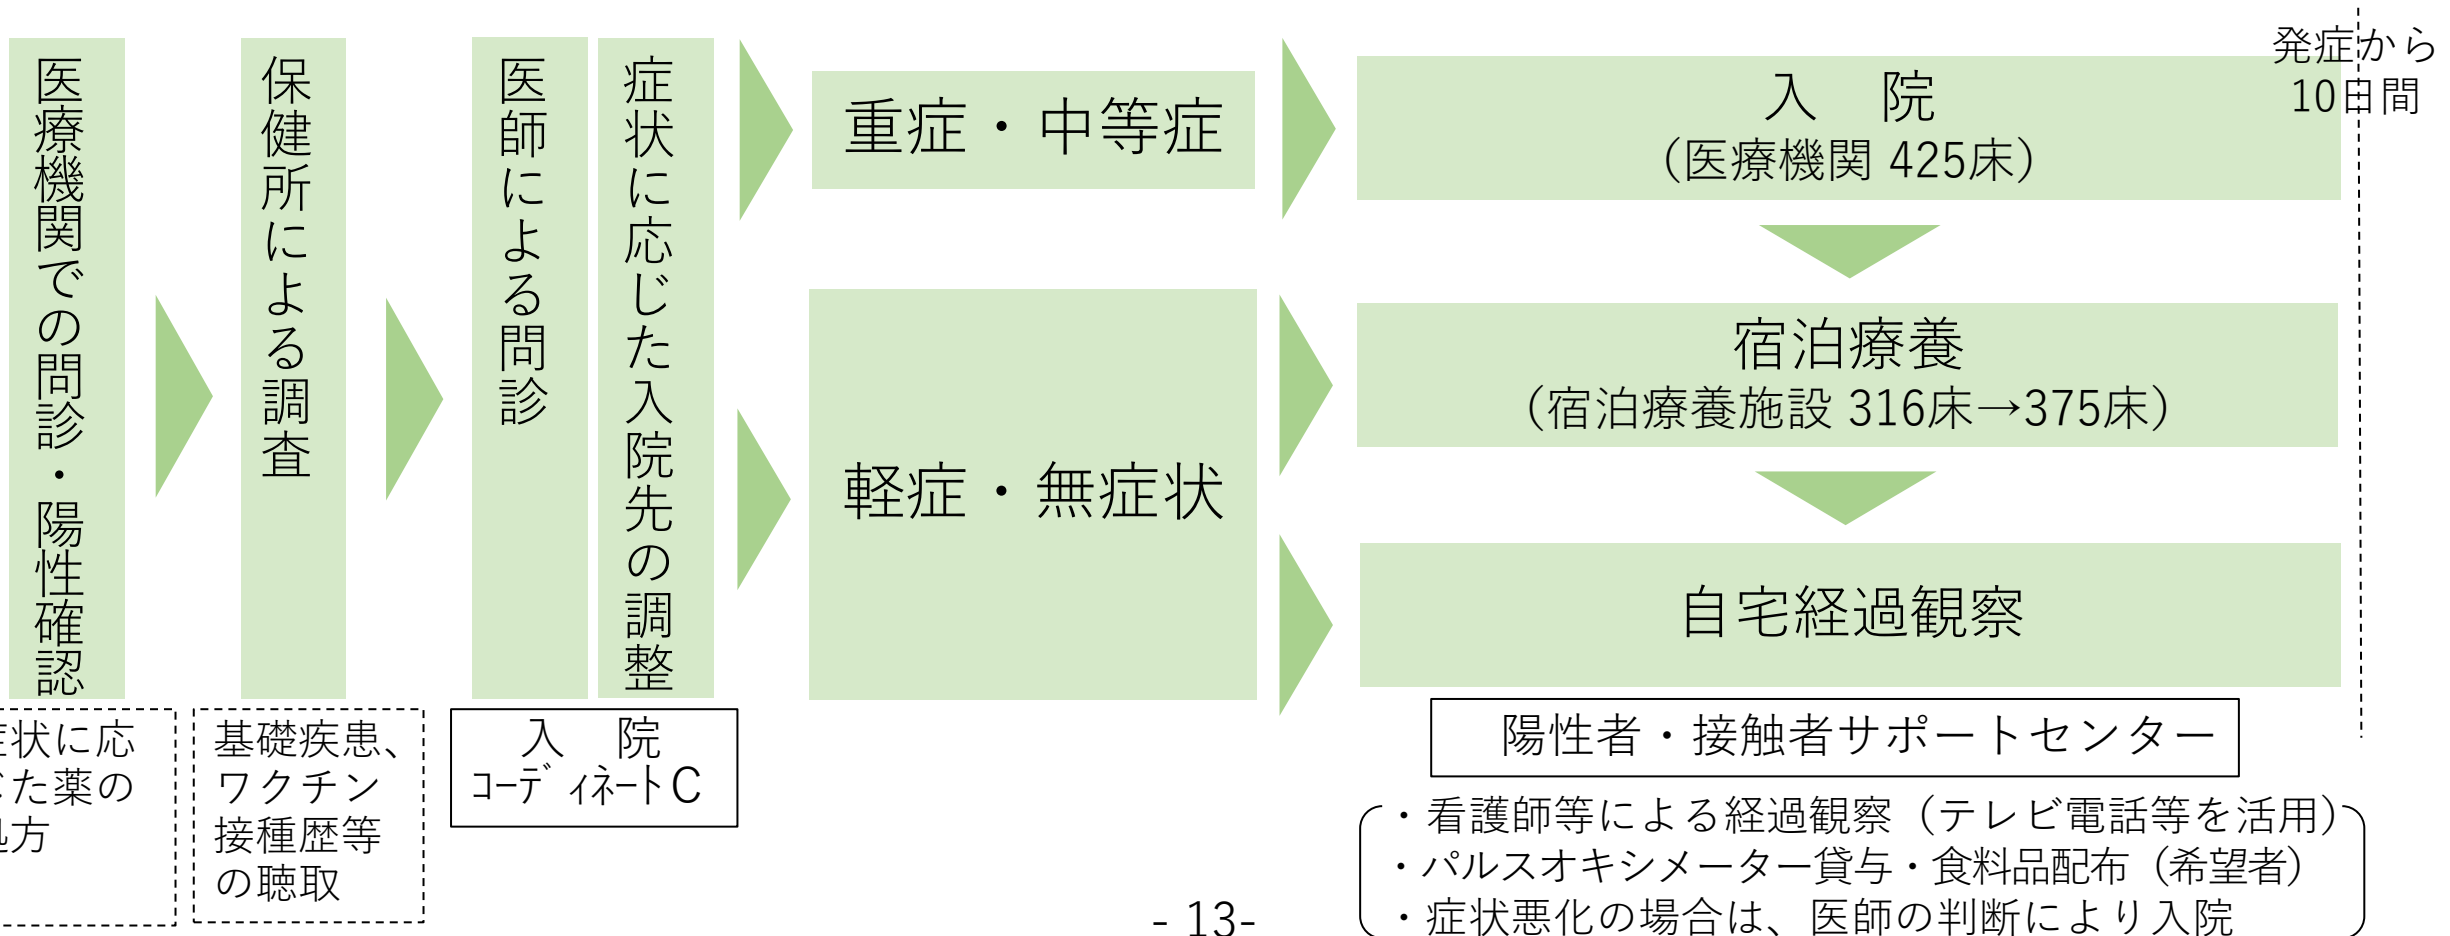 医療機関での問診・陽性確認
保健所による調査
医師による問診
症状に応じた入院先の調整
重症・中等症
軽症・無症状
入　院
（医療機関 425床）
宿泊療養
（宿泊療養施設 316床→375床）
自宅経過観察
発症から
10日間
症状に応
じた薬の
処方
基礎疾患、
ワクチン
接種歴等
の聴取
入　院
ｺｰﾃﾞｨﾈｰﾄC
陽性者・接触者サポートセンター
・看護師等による経過観察（テレビ電話等を活用）
・パルスオキシメーター貸与・食料品配布（希望者）
・症状悪化の場合は、医師の判断により入院
- 13-